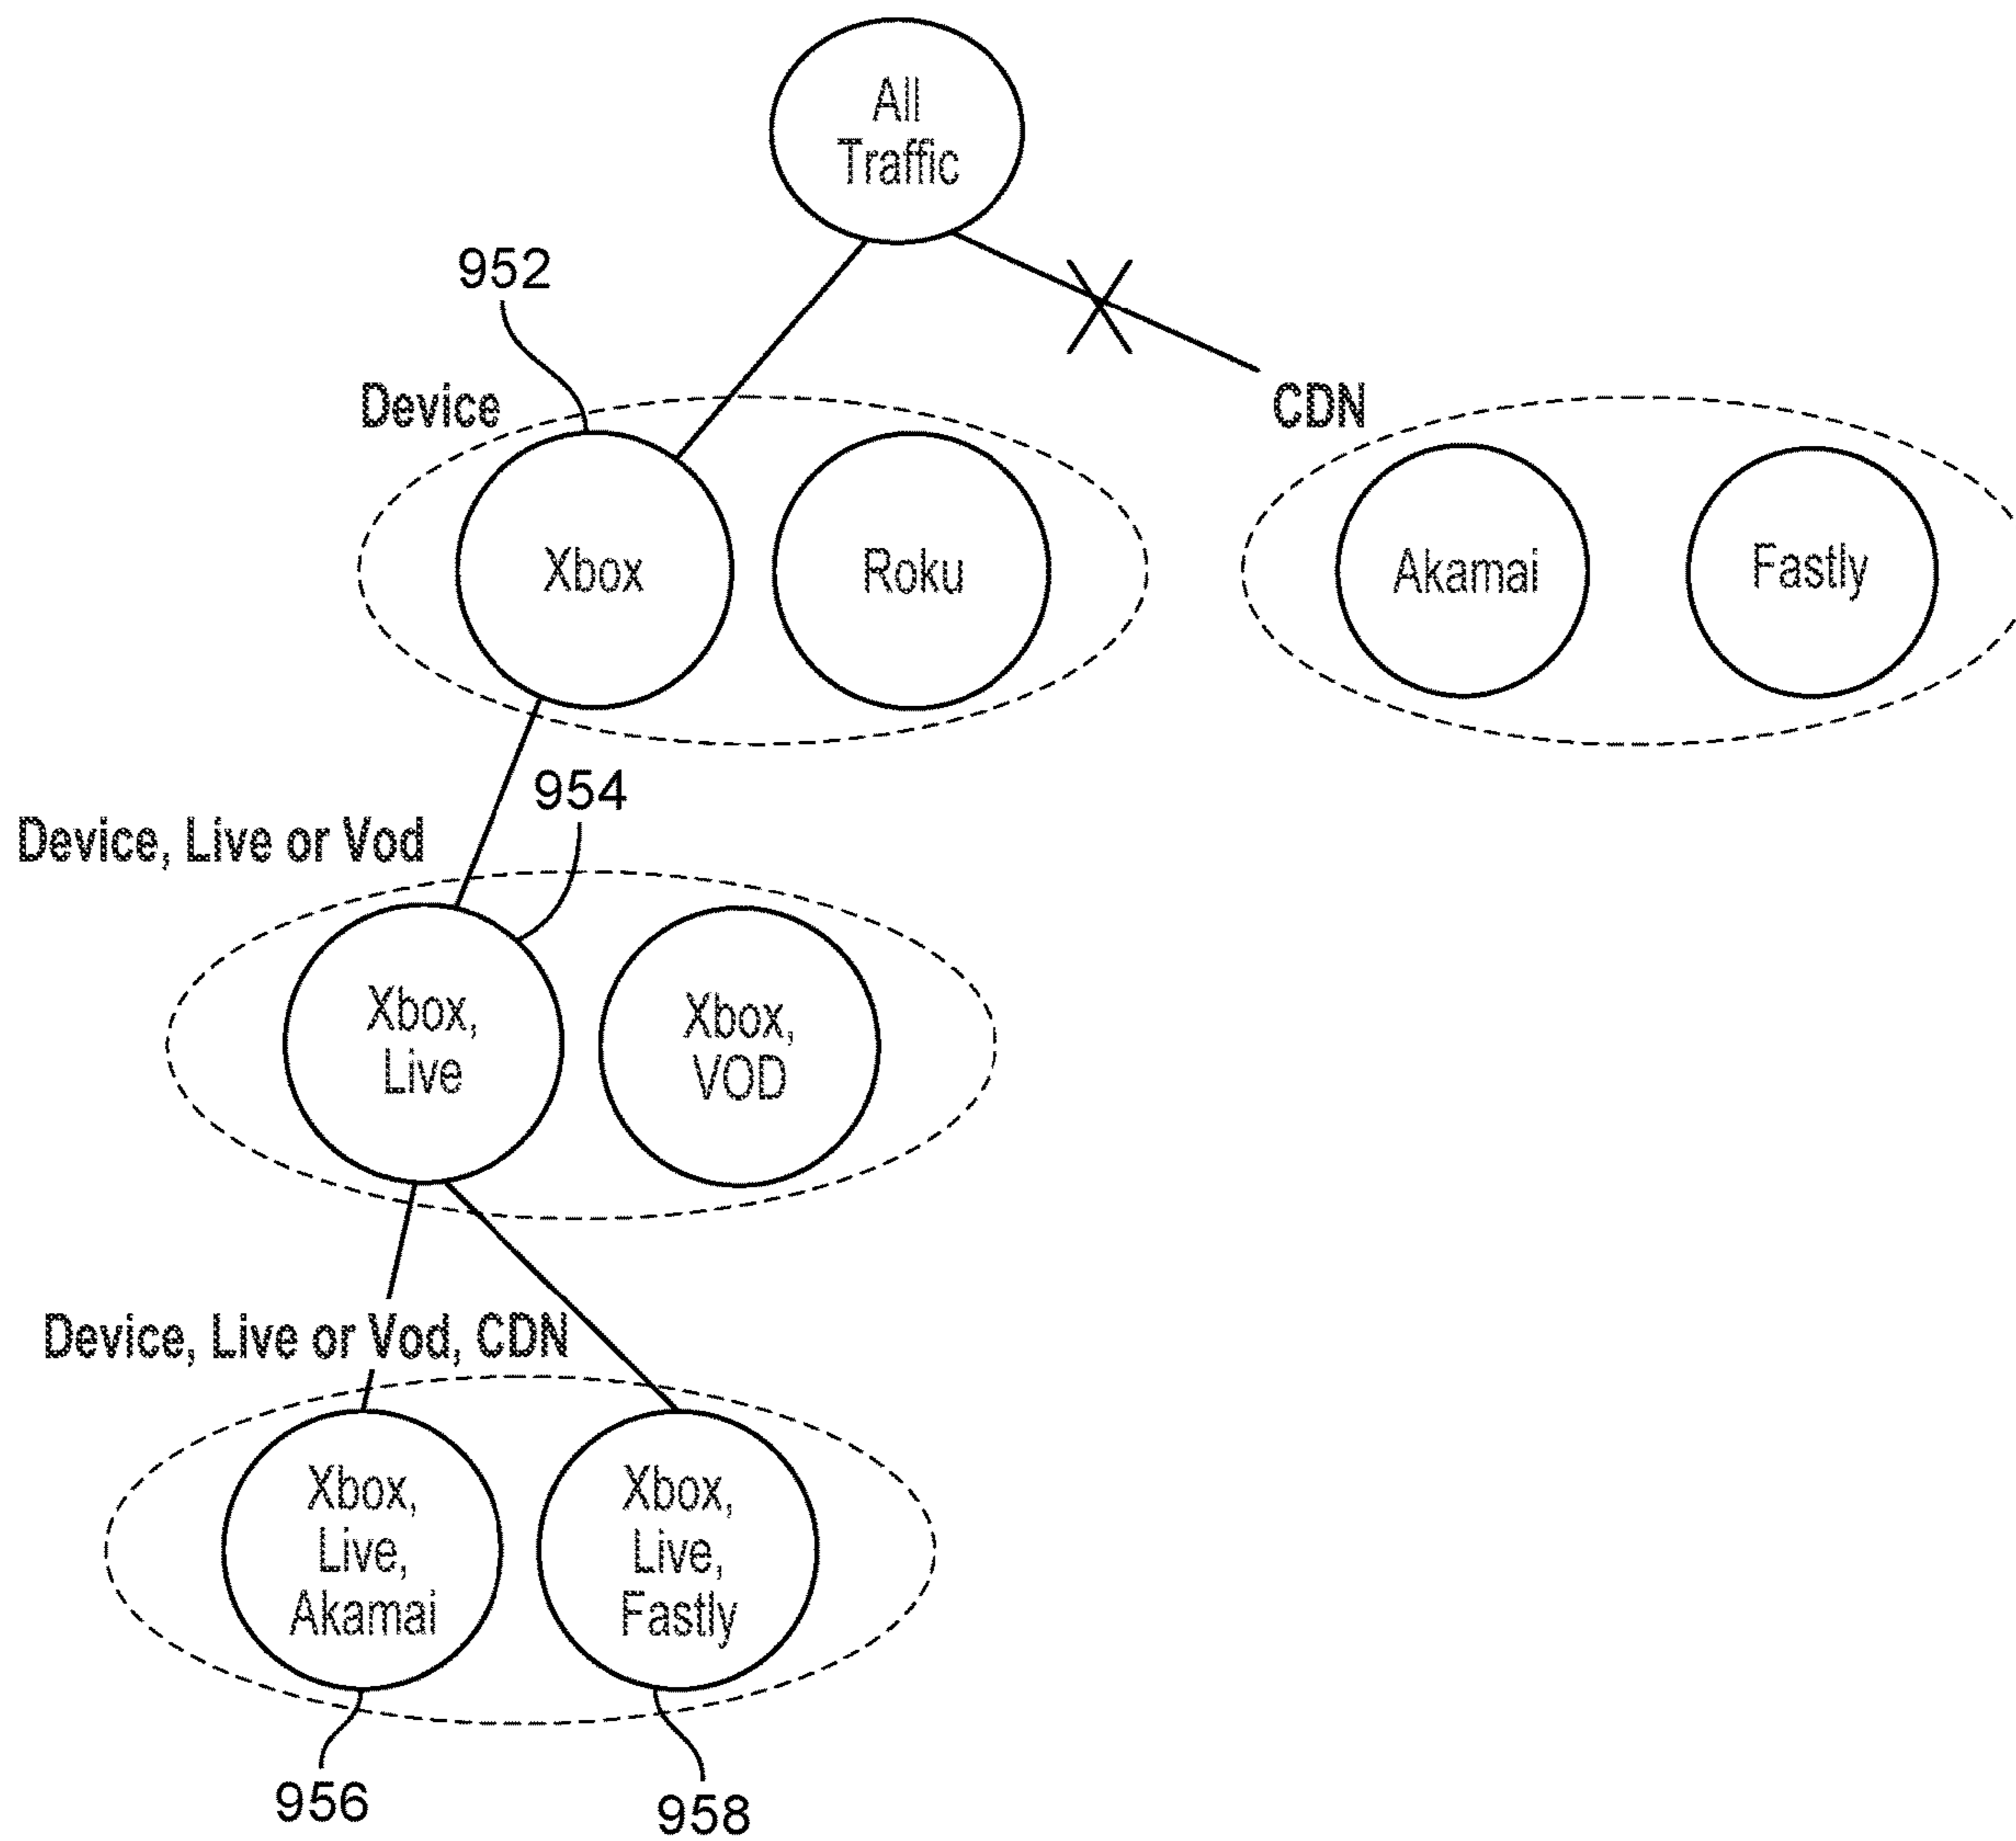 All
Traffic
952
Device
CDN
Xbox
Roku
Akamai
Fastly
954
Device, Live or Vod
Xbox,
Live
Xbox,
VOD
Device, Live or Vod, CDN
Xbox,
Live,
Akamai
Xbox,
Live,
Fastly
956
958